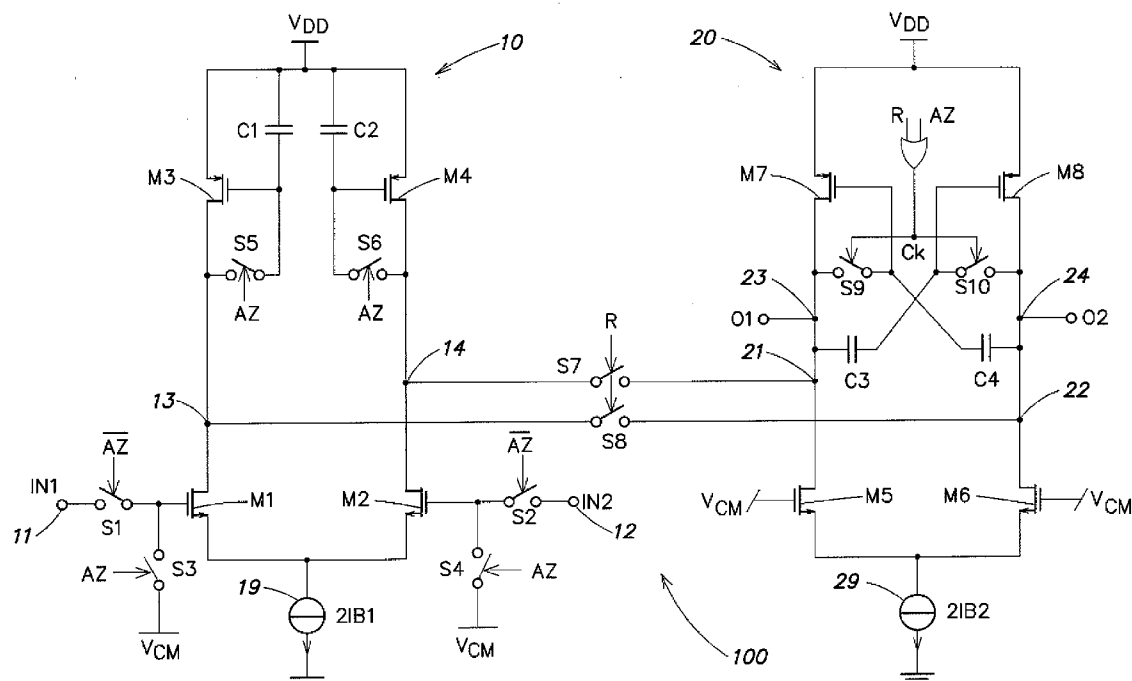 VDD
10
20
VDD
C1
C2
R
AZ
M3
M4
M7
M8
S5
S6
Ck
AZ
AZ
S9
S10
23
24
O1
O2
R
14
21
C3
C4
S7
13
22
S8
AZ
AZ
IN1
M1
M2
IN2
VCM
M5
M6
VCM
11
S1
S2
12
AZ
S3
S4
AZ
19
2IB1
29
2IB2
VCM
VCM
100